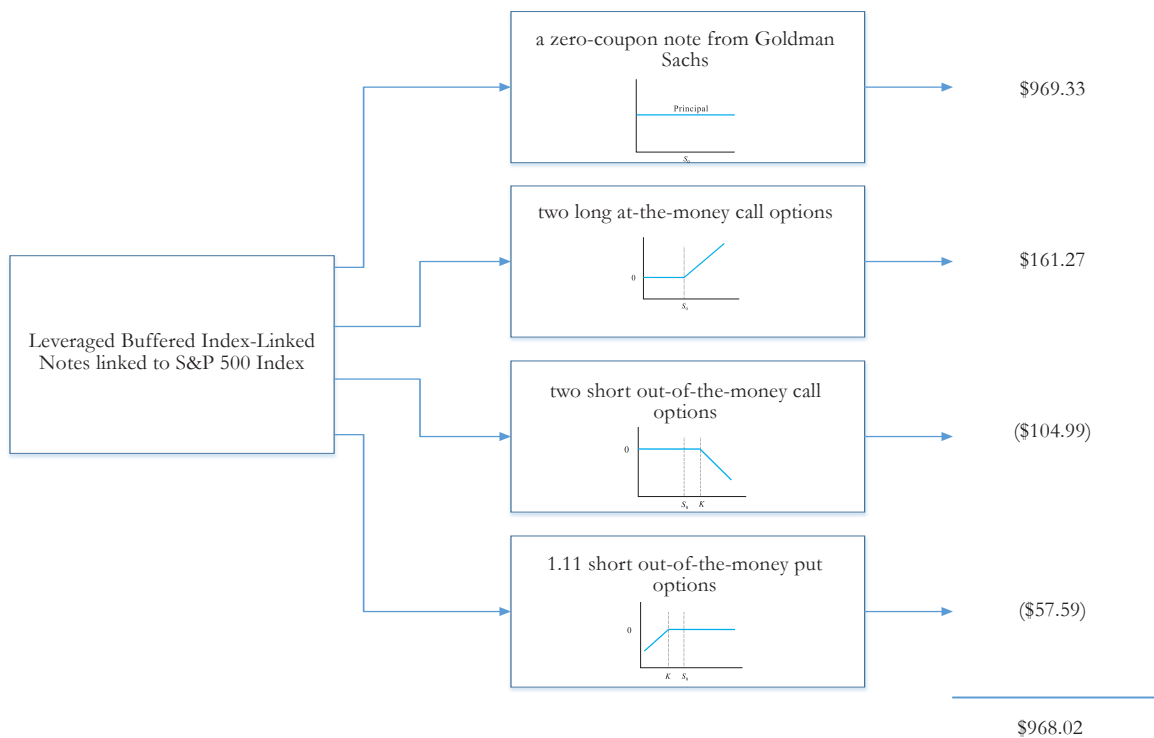 a zero-coupon note from Goldman
Sachs
Principal
S₀
$969.33
two long at-the-money call options
0
S₀
$161.27
Leveraged Buffered Index-Linked
Notes linked to S&P 500 Index
two short out-of-the-money call
options
0
S₀ K
($104.99)
1.11 short out-of-the-money put
options
0
K S₀
($57.59)
$968.02